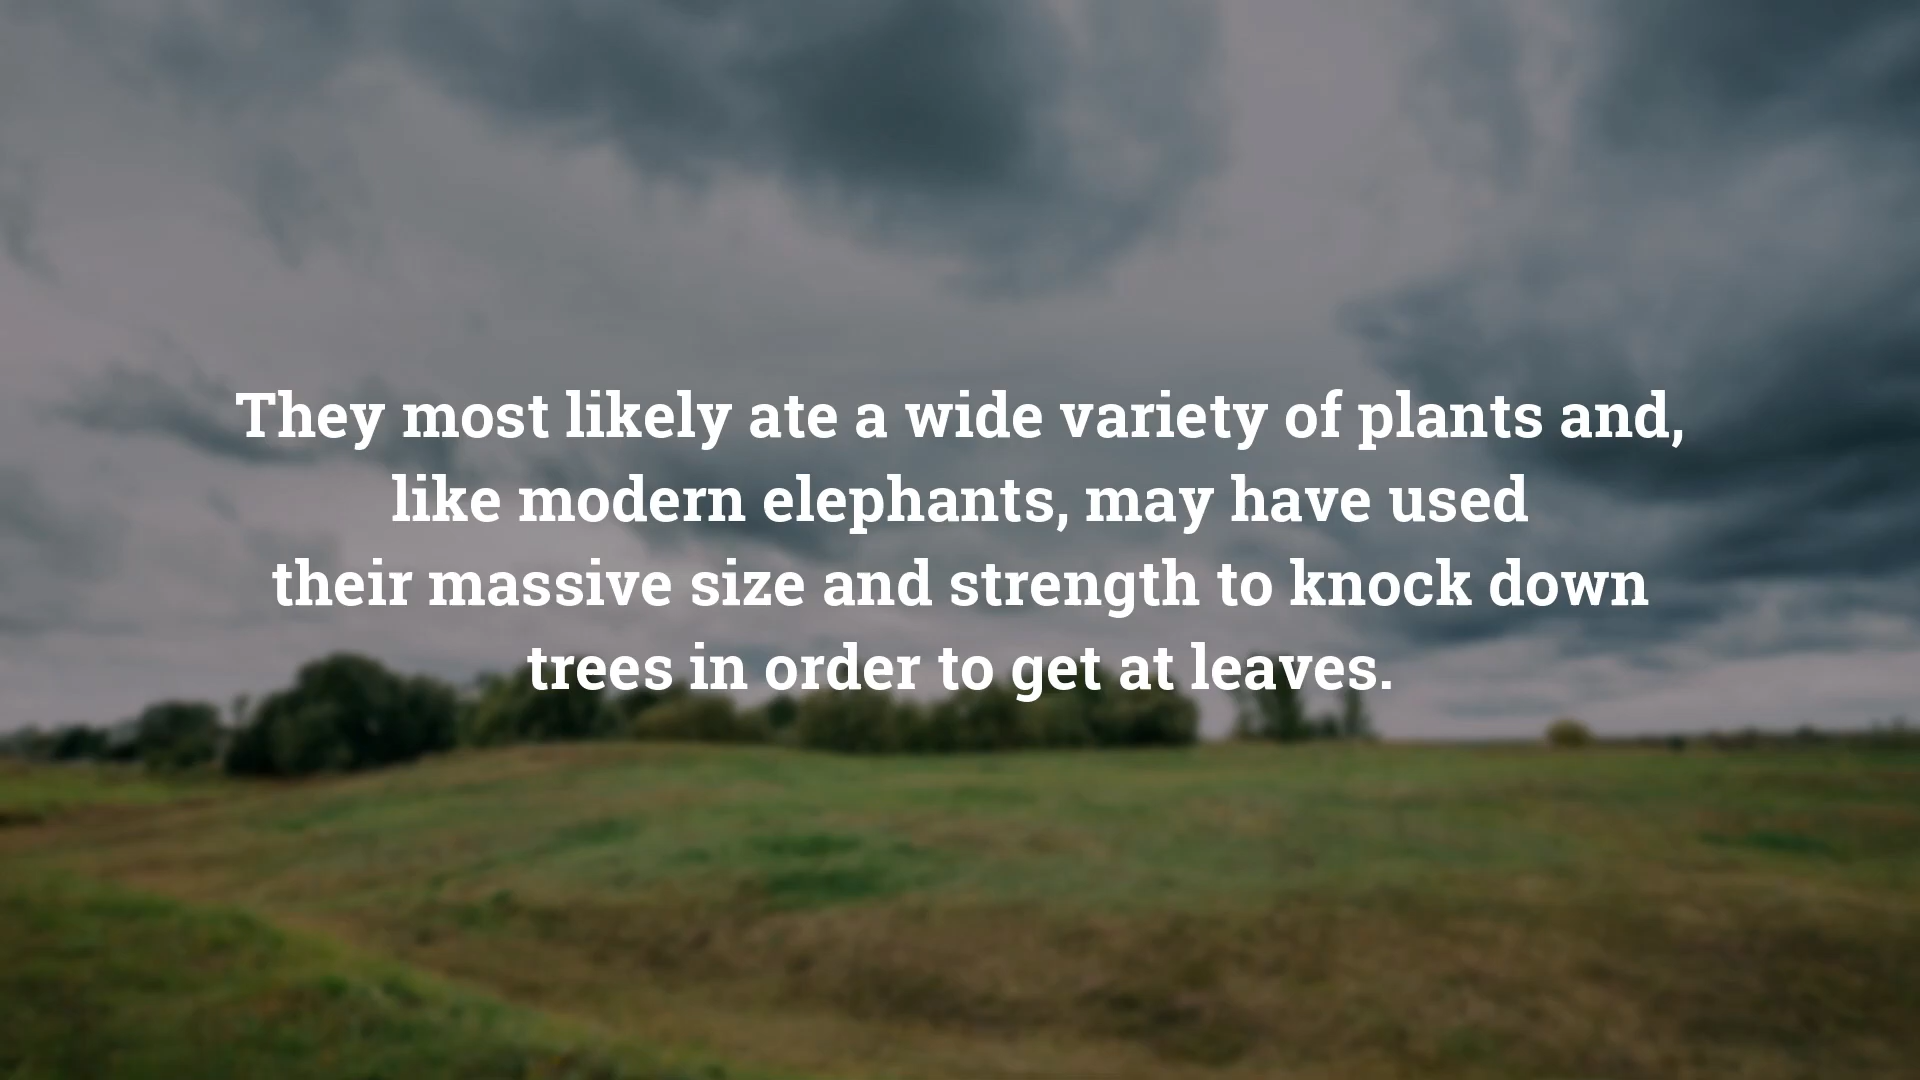 They most likely ate a wide variety of plants and,
like modern elephants, may have used
their massive size and strength to knock down
trees in order to get at leaves.